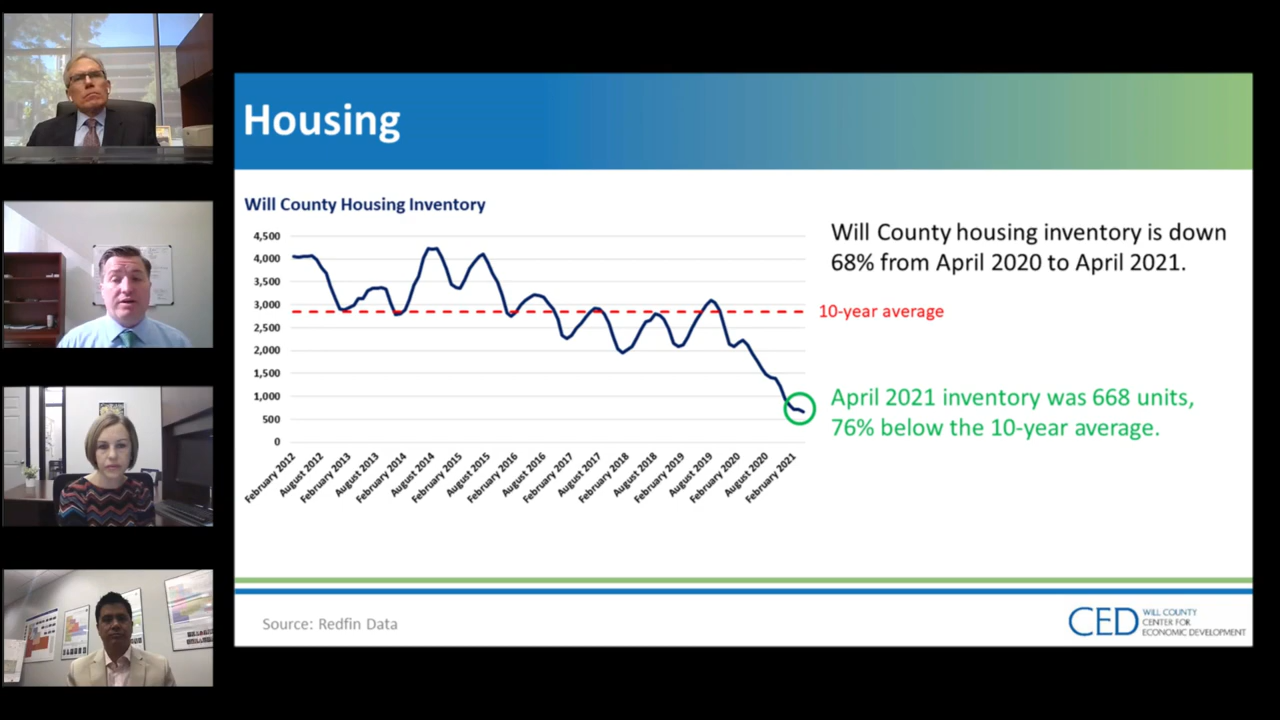 Housing
Will County Housing Inventory
4,500
4,000
3,500
3,000
2,500
2,000
1,500
1,000
500
0
February 2012
August 2012
February 2013
August 2013
February 2014
August 2014
February 2015
August 2015
February 2016
August 2016
February 2017
August 2017
February 2018
August 2018
February 2019
August 2019
February 2020
August 2020
February 2021
Will County housing inventory is down
68% from April 2020 to April 2021.
10-year average
April 2021 inventory was 668 units,
76% below the 10-year average.
Source: Redfin Data
CED
WILL COUNTY
CENTER FOR
ECONOMIC DEVELOPMENT